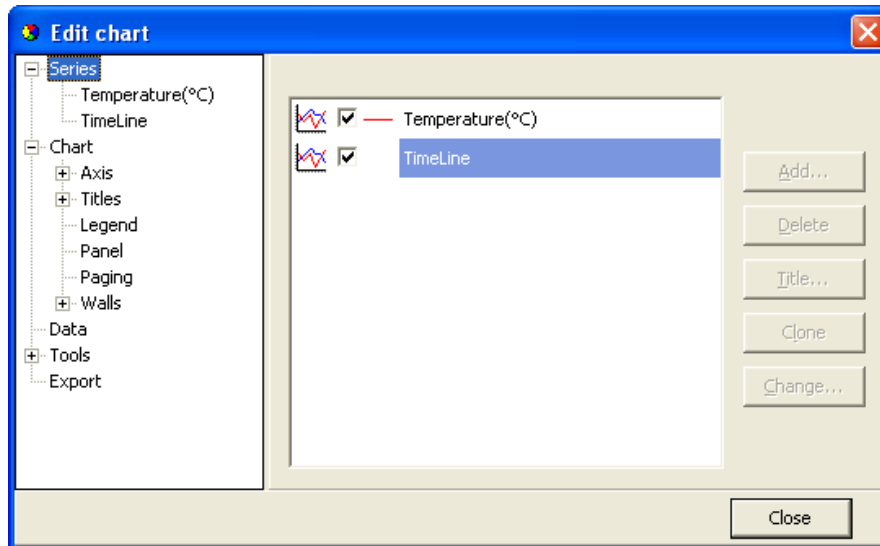 Edit chart
Series
Temperature(°C)
TimeLine
Chart
Axis
Titles
Legend
Panel
Paging
Walls
Data
Tools
Export
Temperature(°C)
TimeLine
Add...
Delete
Title...
Clone
Change...
Close